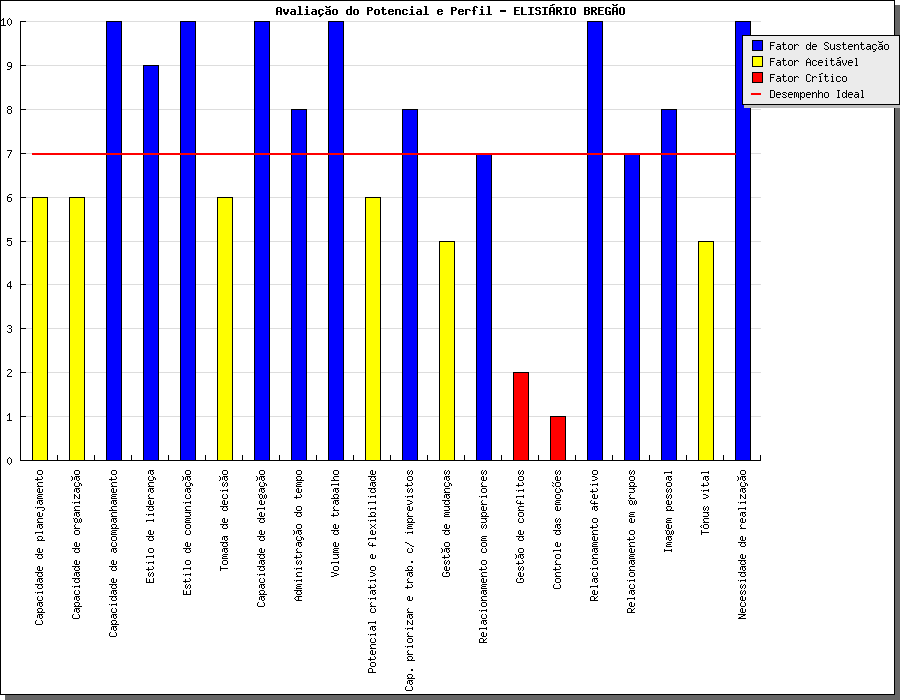 Avaliação do Potencial e Perfil - ELISIÁRIO BREGÃO
10
9
8
7
6
5
4
3
2
1
0
Fator de Sustentação
Fator Aceitável
Fator Crítico
Desempenho Ideal
Capacidade de planejamento
Capacidade de organização
Capacidade de acompanhamento
Estilo de liderança
Estilo de comunicação
Tomada de decisão
Capacidade de delegação
Administração do tempo
Volume de trabalho
Potencial criativo e flexibilidade
Cap. priorizar e trab. c/ imprevistos
Gestão de mudanças
Relacionamento com superiores
Gestão de conflitos
Controle das emoções
Relacionamento afetivo
Relacionamento em grupos
Imagem pessoal
Tônus vital
Necessidade de realização